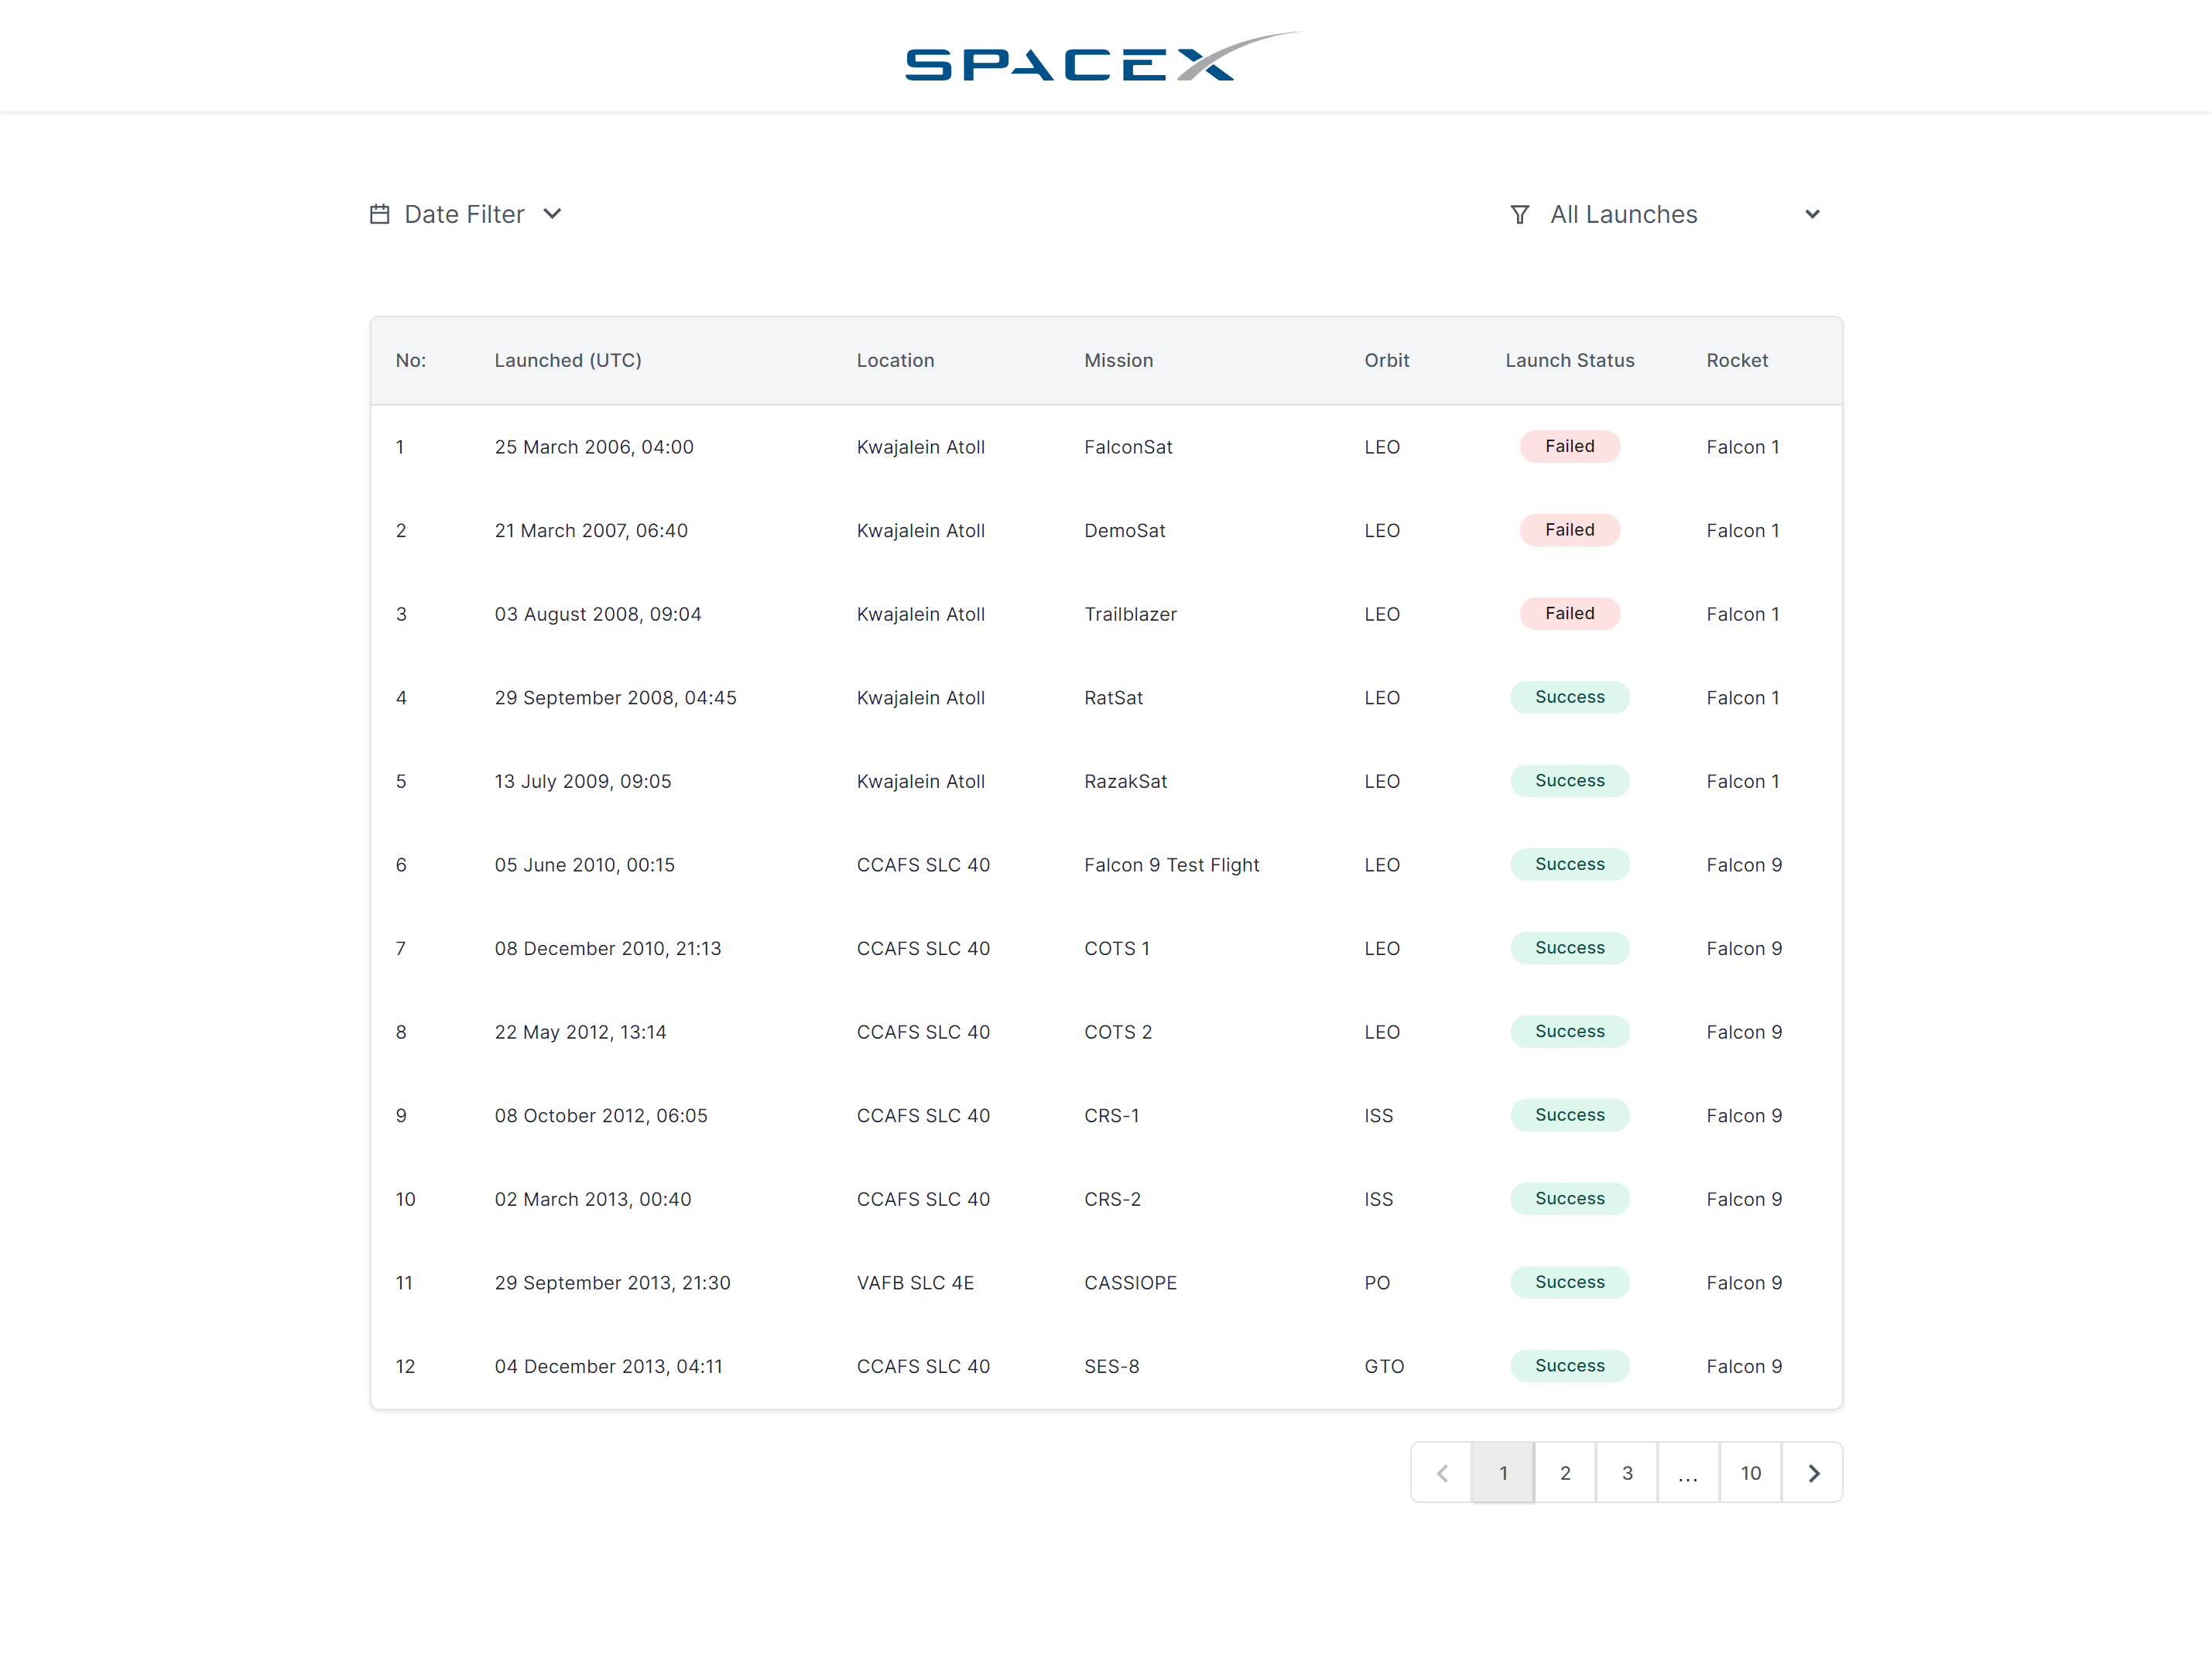 SPACEX
Date Filter All Launches
No: Launched (UTC) Location Mission Orbit Launch Status Rocket
1 25 March 2006, 04:00 Kwajalein Atoll FalconSat LEO Failed Falcon 1
2 21 March 2007, 06:40 Kwajalein Atoll DemoSat LEO Failed Falcon 1
3 03 August 2008, 09:04 Kwajalein Atoll Trailblazer LEO Failed Falcon 1
4 29 September 2008, 04:45 Kwajalein Atoll RatSat LEO Success Falcon 1
5 13 July 2009, 09:05 Kwajalein Atoll RazakSat LEO Success Falcon 1
6 05 June 2010, 00:15 CCAFS SLC 40 Falcon 9 Test Flight LEO Success Falcon 9
7 08 December 2010, 21:13 CCAFS SLC 40 COTS 1 LEO Success Falcon 9
8 22 May 2012, 13:14 CCAFS SLC 40 COTS 2 LEO Success Falcon 9
9 08 October 2012, 06:05 CCAFS SLC 40 CRS-1 ISS Success Falcon 9
10 02 March 2013, 00:40 CCAFS SLC 40 CRS-2 ISS Success Falcon 9
11 29 September 2013, 21:30 VAFB SLC 4E CASSIOPE PO Success Falcon 9
12 04 December 2013, 04:11 CCAFS SLC 40 SES-8 GTO Success Falcon 9
1 2 3 ... 10